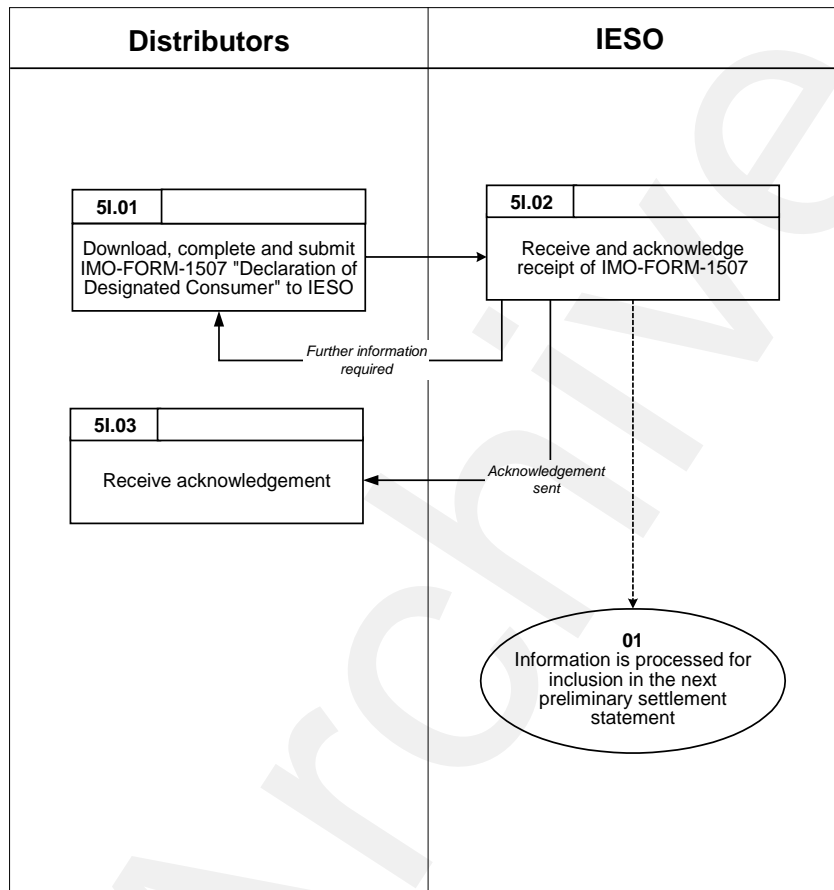 Distributors
IESO
5I.01
Download, complete and submit
IMO-FORM-1507 "Declaration of
Designated Consumer" to IESO
5I.02
Receive and acknowledge
receipt of IMO-FORM-1507
Further information
required
5I.03
Receive acknowledgement
Acknowledgement
sent
01
Information is processed for
inclusion in the next
preliminary settlement
statement
Archive